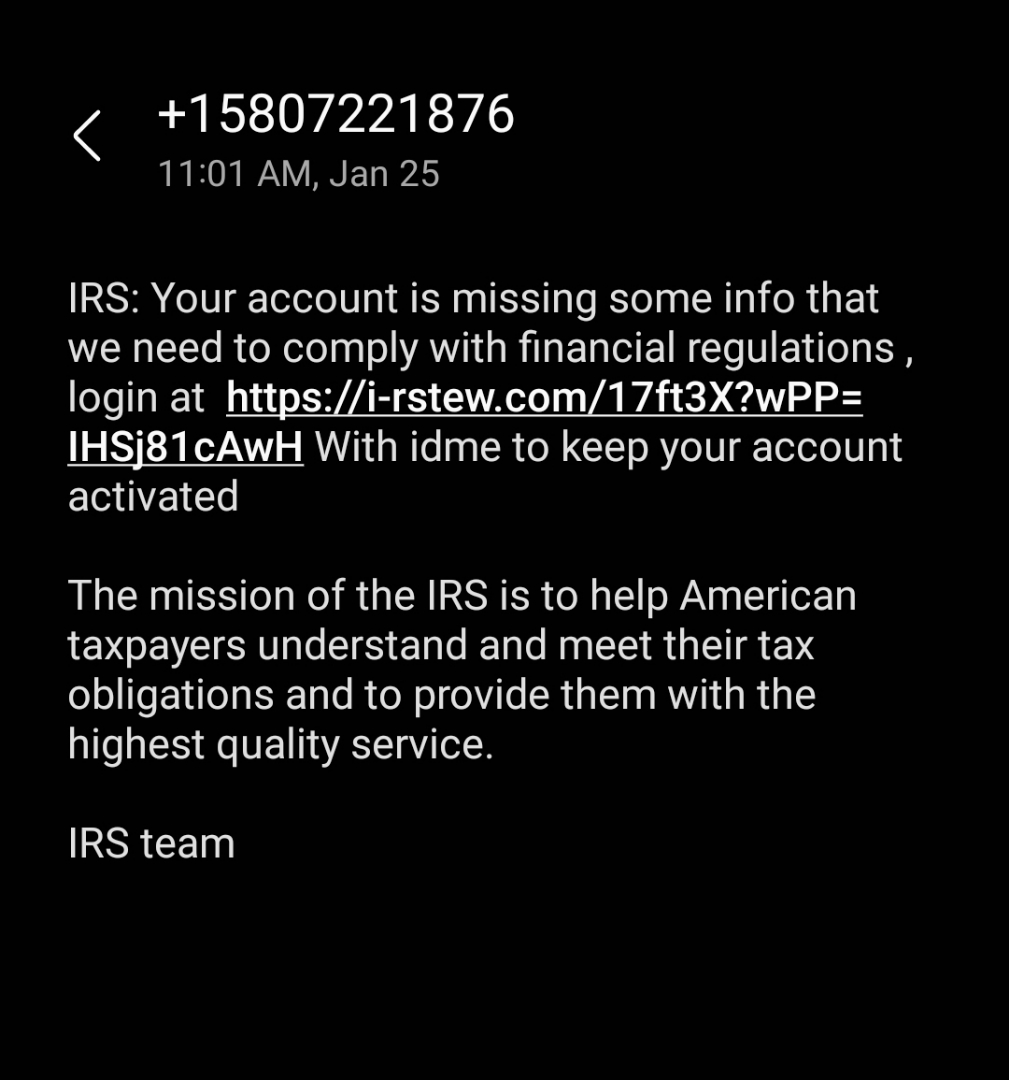 +15807221876
11:01 AM, Jan 25
IRS: Your account is missing some info that
we need to comply with financial regulations ,
login at  https://i-rstew.com/17ft3X?wPP=
IHSj81cAwH With idme to keep your account
activated
The mission of the IRS is to help American
taxpayers understand and meet their tax
obligations and to provide them with the
highest quality service.
IRS team